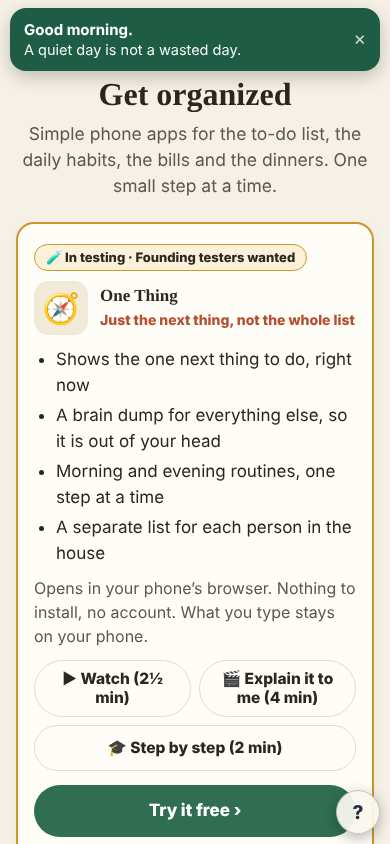 Good morning.
A quiet day is not a wasted day.
×
Get organized
Simple phone apps for the to-do list, the
daily habits, the bills and the dinners. One
small step at a time.
🧪 In testing · Founding testers wanted
One Thing
Just the next thing, not the whole list
• Shows the one next thing to do, right
now
• A brain dump for everything else, so
it is out of your head
• Morning and evening routines, one
step at a time
• A separate list for each person in the
house
Opens in your phone’s browser. Nothing to
install, no account. What you type stays
on your phone.
▶ Watch (2½
min)
🎬 Explain it to
me (4 min)
🎓 Step by step (2 min)
Try it free ›
?